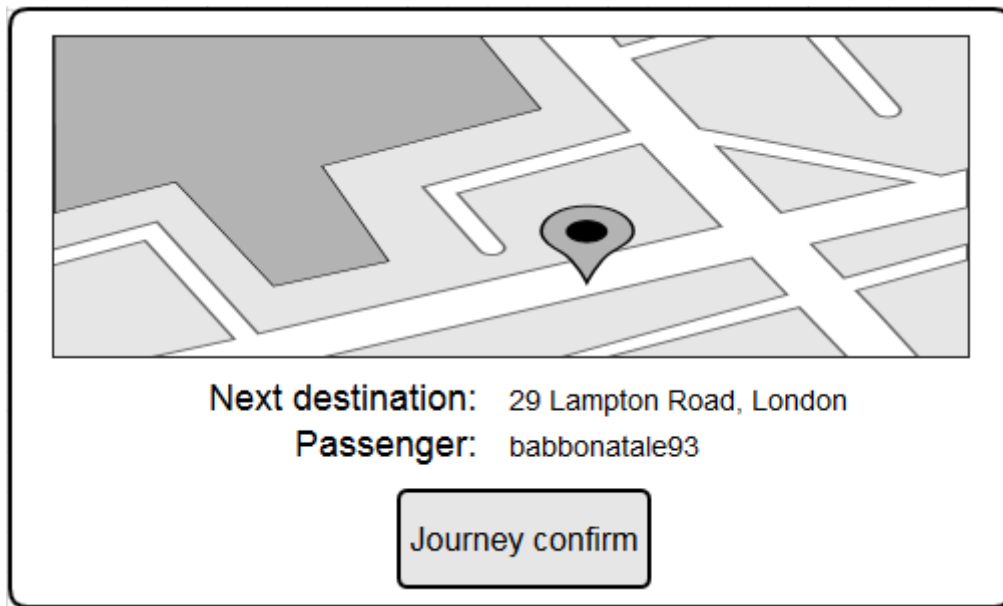 Next destination: 29 Lampton Road, London
Passenger: babbonatale93
Journey confirm